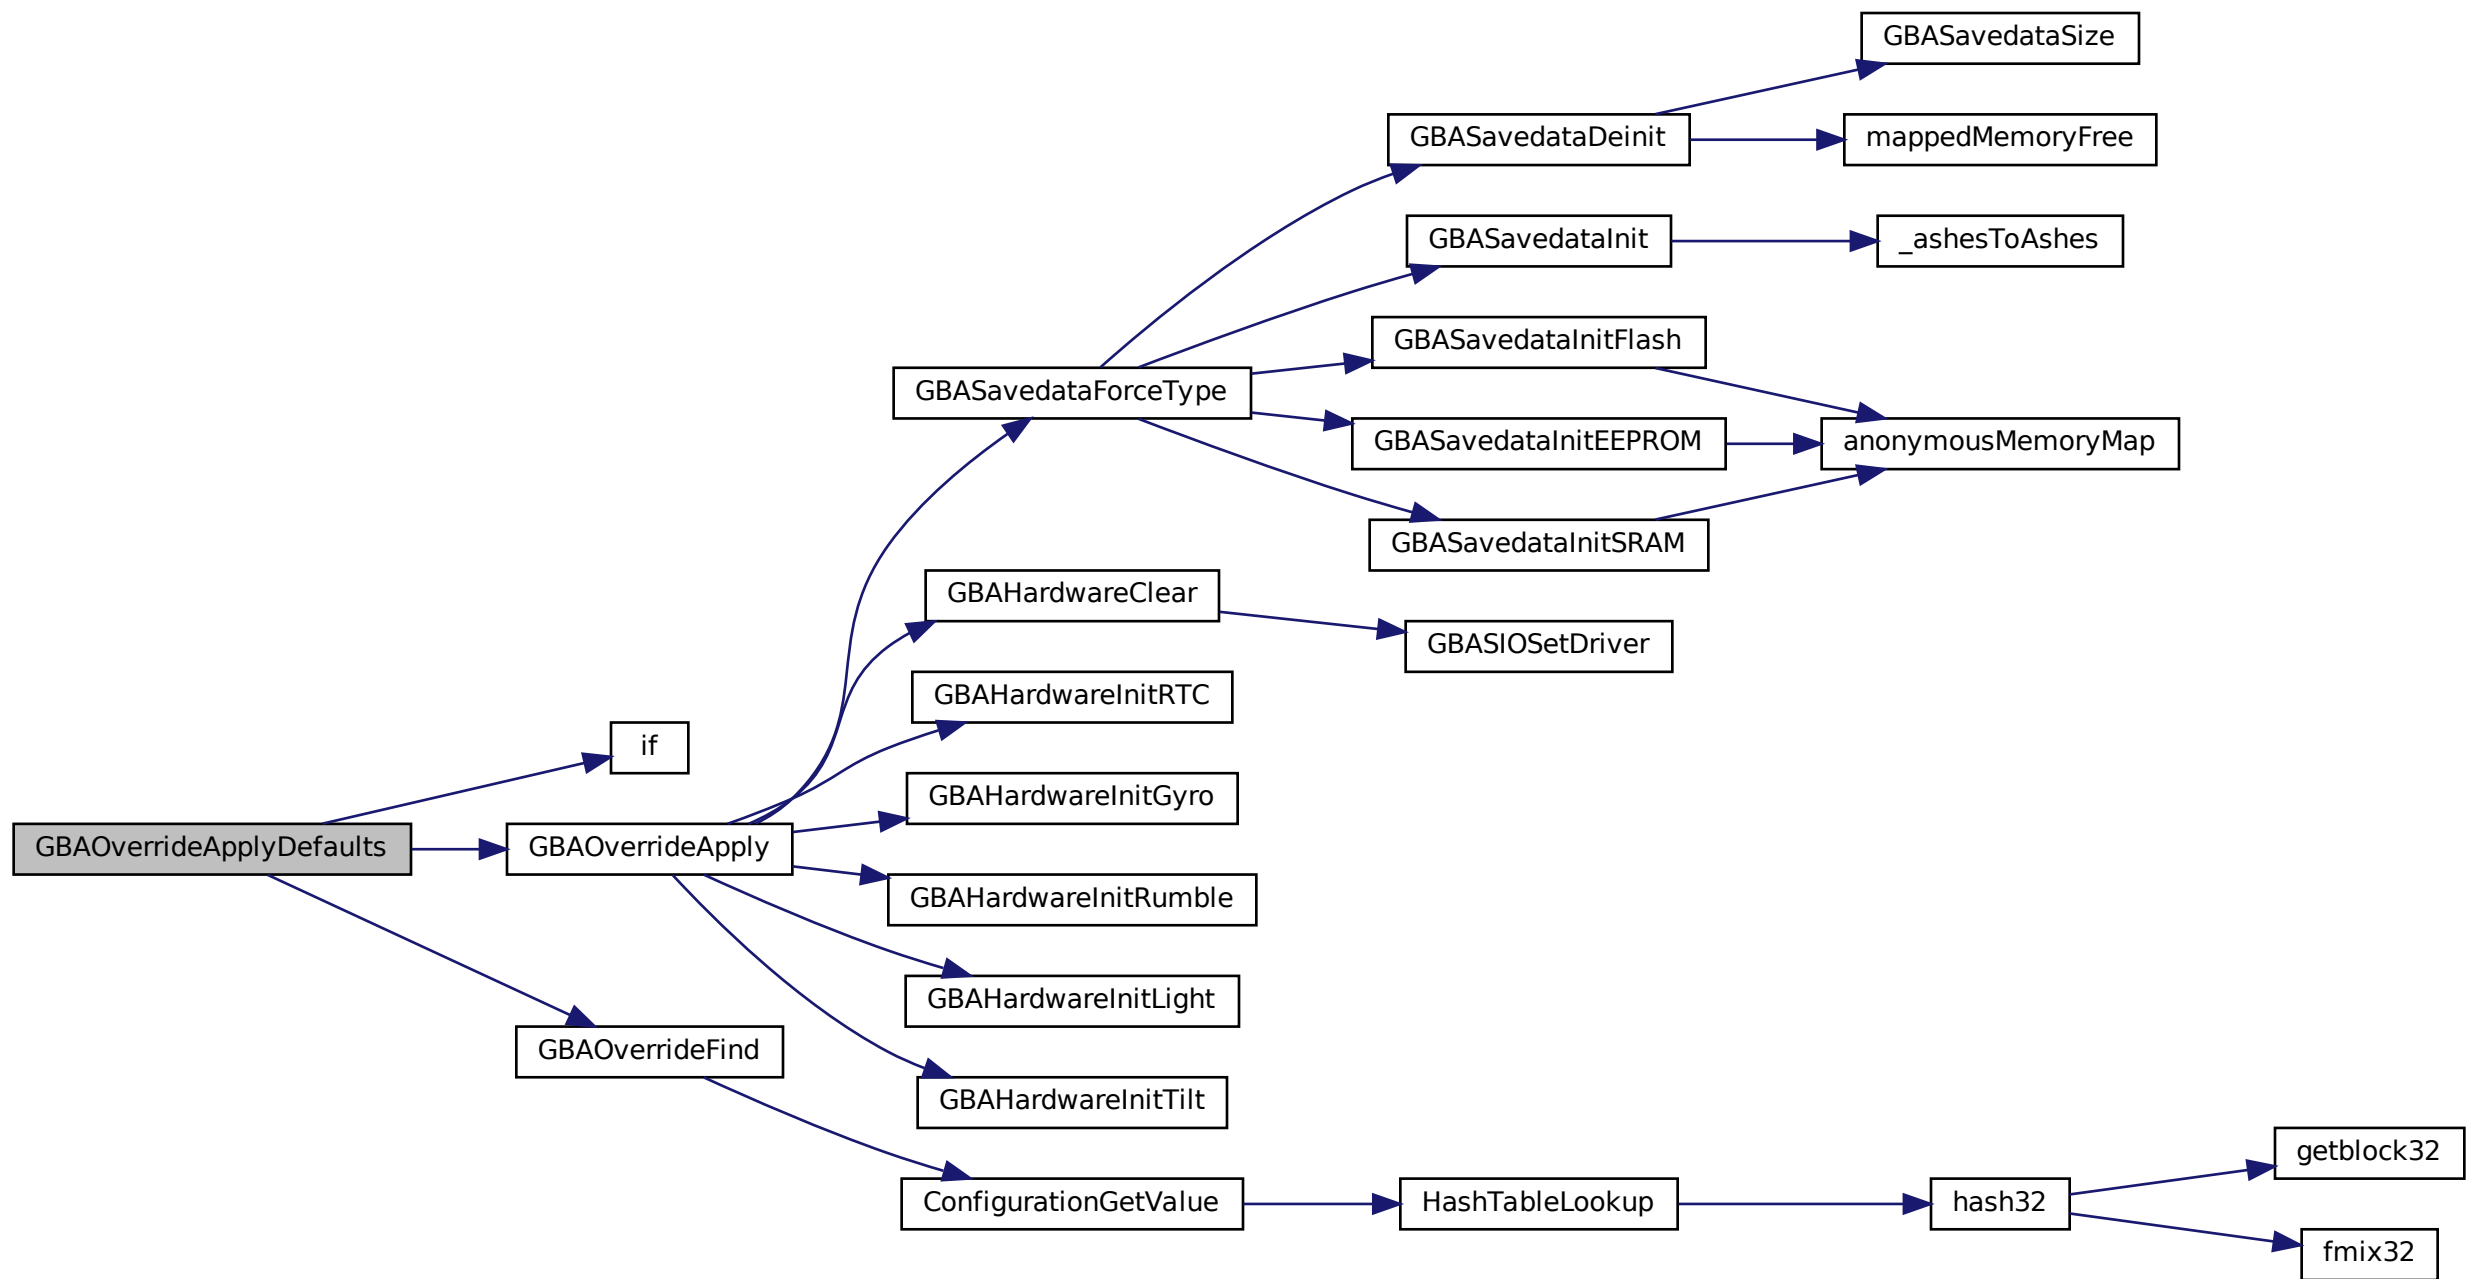 GBASavedataSize
GBASavedataDeinit
mappedMemoryFree
GBASavedataInit
_ashesToAshes
GBASavedataInitFlash
GBASavedataForceType
GBASavedataInitEEPROM
anonymousMemoryMap
GBASavedataInitSRAM
GBAHardwareClear
GBASIOSetDriver
GBAHardwareInitRTC
if
GBAHardwareInitGyro
GBAOverrideApplyDefaults
GBAOverrideApply
GBAHardwareInitRumble
GBAHardwareInitLight
GBAOverrideFind
GBAHardwareInitTilt
getblock32
ConfigurationGetValue
HashTableLookup
hash32
fmix32